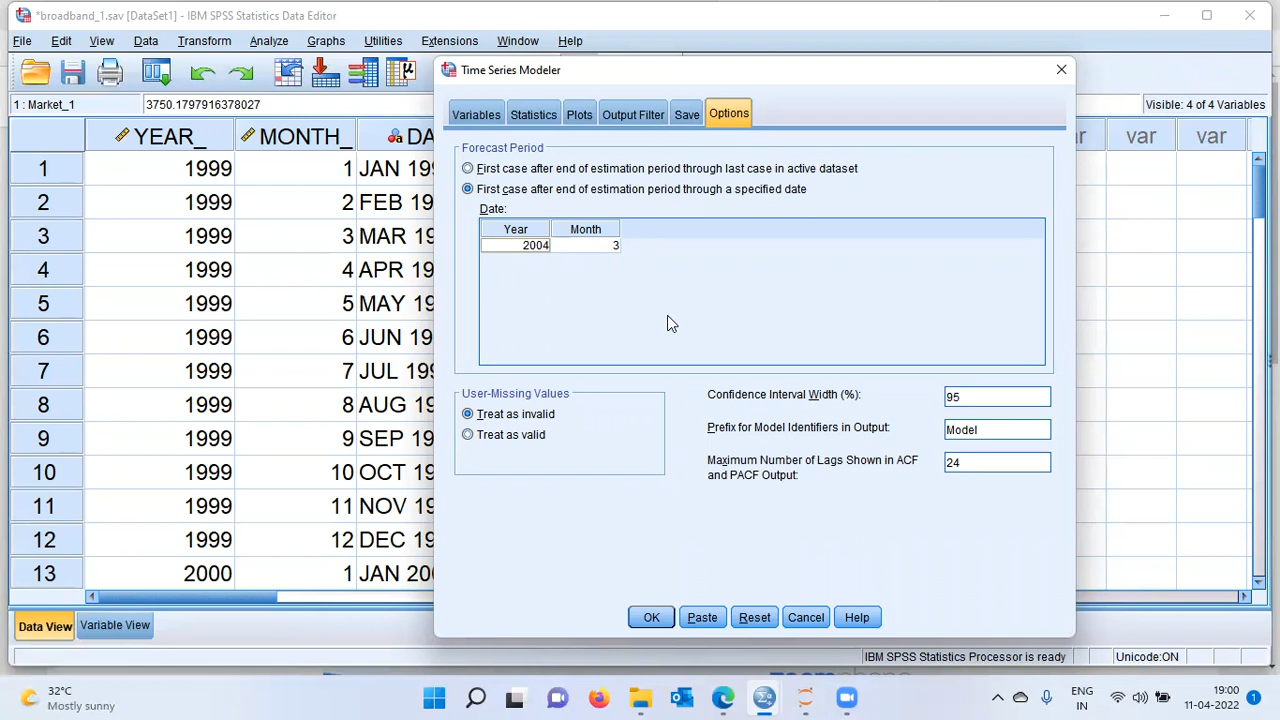 *broadband_1.sav [DataSet1] - IBM SPSS Statistics Data Editor
File Edit View Data Transform Analyze Graphs Utilities Extensions Window Help
1 : Market_1 3750.1797916378027 Visible: 4 of 4 Variables
YEAR_ MONTH_ DA var var
1 1999 1 JAN 199
2 1999 2 FEB 19
3 1999 3 MAR 19
4 1999 4 APR 19
5 1999 5 MAY 19
6 1999 6 JUN 19
7 1999 7 JUL 199
8 1999 8 AUG 19
9 1999 9 SEP 19
10 1999 10 OCT 19
11 1999 11 NOV 19
12 1999 12 DEC 19
13 2000 1 JAN 200
Data View Variable View
IBM SPSS Statistics Processor is ready Unicode:ON
Time Series Modeler
Variables Statistics Plots Output Filter Save Options
Forecast Period
First case after end of estimation period through last case in active dataset
First case after end of estimation period through a specified date
Date:
Year Month
2004 3
User-Missing Values
Treat as invalid
Treat as valid
Confidence Interval Width (%): 95
Prefix for Model Identifiers in Output: Model
Maximum Number of Lags Shown in ACF
and PACF Output: 24
OK Paste Reset Cancel Help
32°C
Mostly sunny
ENG
IN
19:00
11-04-2022
1